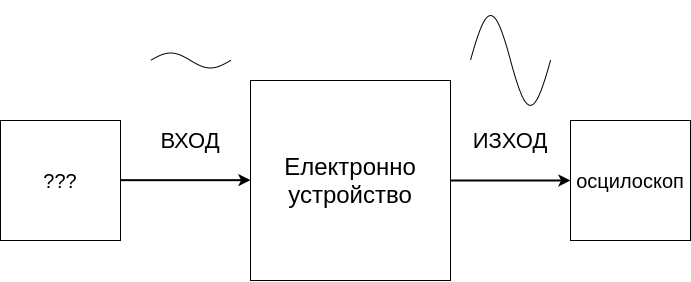 ВХОД
ИЗХОД
???
Електронно
устройство
осцилоскоп